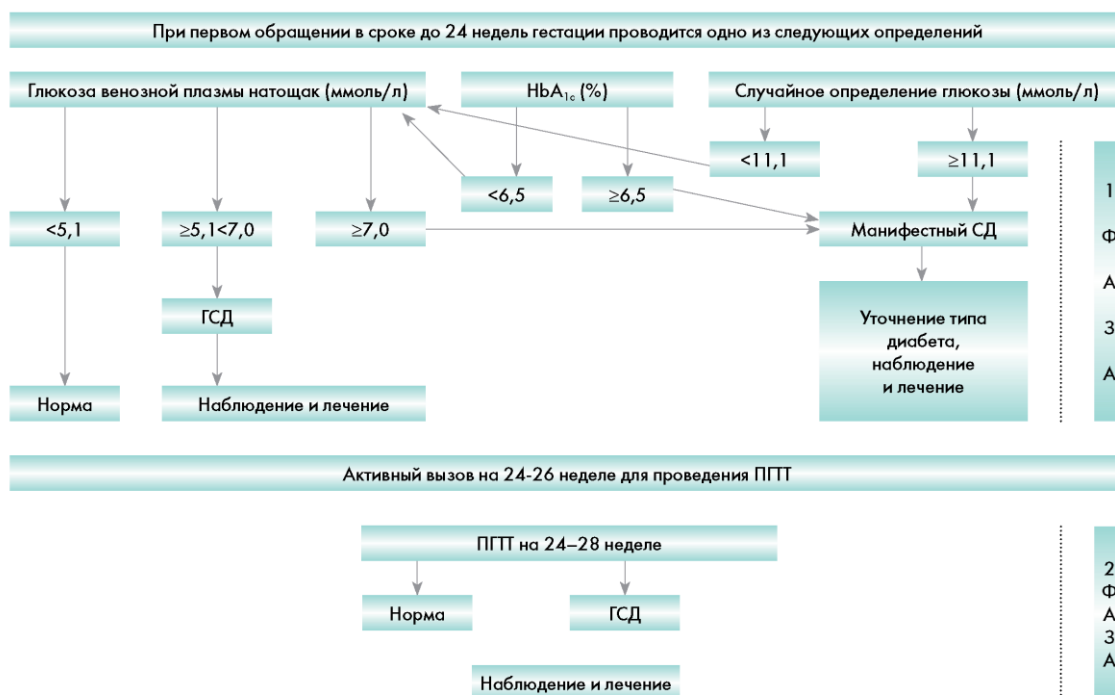 При первом обращении в сроке до 24 недель гестации проводится одно из следующих определений
Глюкоза венозной плазмы натощак (ммоль/л)
HbA1c (%)
Случайное определение глюкозы (ммоль/л)
<11,1
≥11,1
<6,5
≥6,5
<5,1
≥5,1<7,0
≥7,0
Манифестный СД
ГСД
Уточнение типа
диабета,
наблюдение
и лечение
Норма
Наблюдение и лечение
1
Ф
А
З
А
Активный вызов на 24-26 неделе для проведения ПГТТ
ПГТТ на 24–28 неделе
Норма
ГСД
Наблюдение и лечение
2
Ф
А
З
А